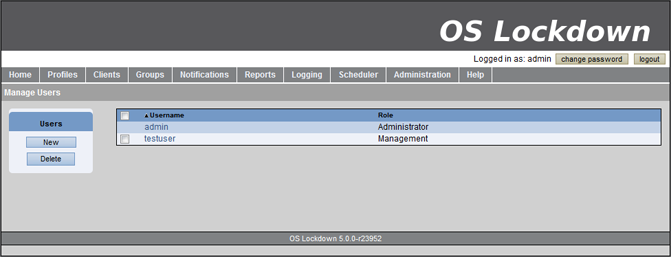 OS Lockdown
Logged in as: admin change password logout
Home Profiles Clients Groups Notifications Reports Logging Scheduler Administration Help
Manage Users
Users
New
Delete
▲Username Role
admin Administrator
testuser Management
OS Lockdown 5.0.0-r23952